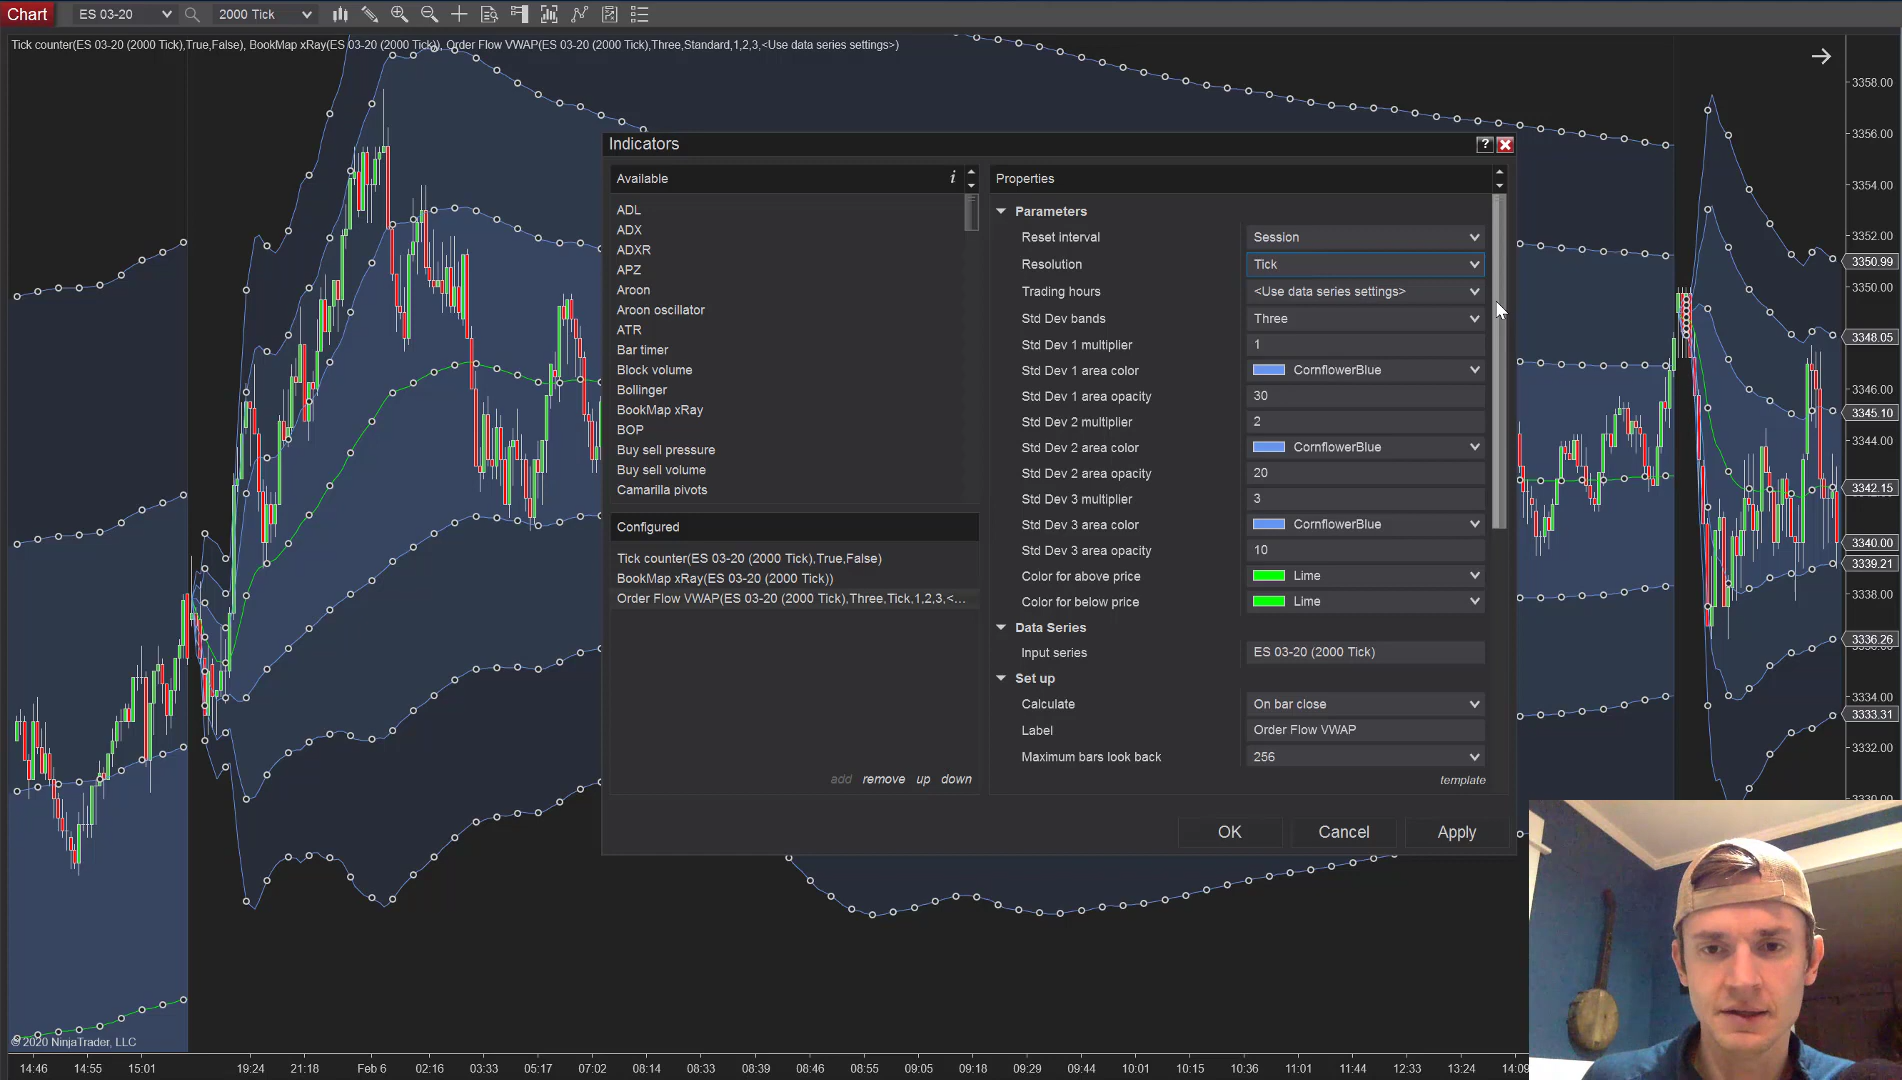 Chart
ES 03-20
2000 Tick
Tick counter(ES 03-20 (2000 Tick),True,False), BookMap xRay(ES 03-20 (2000 Tick)), Order Flow VWAP(ES 03-20 (2000 Tick),Three,Standard,1,2,3,<Use data series settings>)
Indicators
?
Available
i
ADL
ADX
ADXR
APZ
Aroon
Aroon oscillator
ATR
Bar timer
Block volume
Bollinger
BookMap xRay
BOP
Buy sell pressure
Buy sell volume
Camarilla pivots
Configured
Tick counter(ES 03-20 (2000 Tick),True,False)
BookMap xRay(ES 03-20 (2000 Tick))
Order Flow VWAP(ES 03-20 (2000 Tick),Three,Tick,1,2,3,<...
add remove up down
Properties
Parameters
Reset interval Session
Resolution Tick
Trading hours <Use data series settings>
Std Dev bands Three
Std Dev 1 multiplier 1
Std Dev 1 area color CornflowerBlue
Std Dev 1 area opacity 30
Std Dev 2 multiplier 2
Std Dev 2 area color CornflowerBlue
Std Dev 2 area opacity 20
Std Dev 3 multiplier 3
Std Dev 3 area color CornflowerBlue
Std Dev 3 area opacity 10
Color for above price Lime
Color for below price Lime
Data Series
Input series ES 03-20 (2000 Tick)
Set up
Calculate On bar close
Label Order Flow VWAP
Maximum bars look back 256
template
OK Cancel Apply
3358.00
3356.00
3354.00
3352.00
3350.99
3350.00
3348.05
3346.00
3345.10
3344.00
3342.15
3340.00
3339.21
3338.00
3336.26
3334.00
3333.31
3332.00
© 2020 NinjaTrader, LLC
14:46 14:55 15:01 19:24 21:18 Feb 6 02:16 03:33 05:17 07:02 08:14 08:33 08:38 08:46 08:55 09:05 09:18 09:29 09:44 10:01 10:15 10:36 11:01 11:44 12:33 13:24 14:09